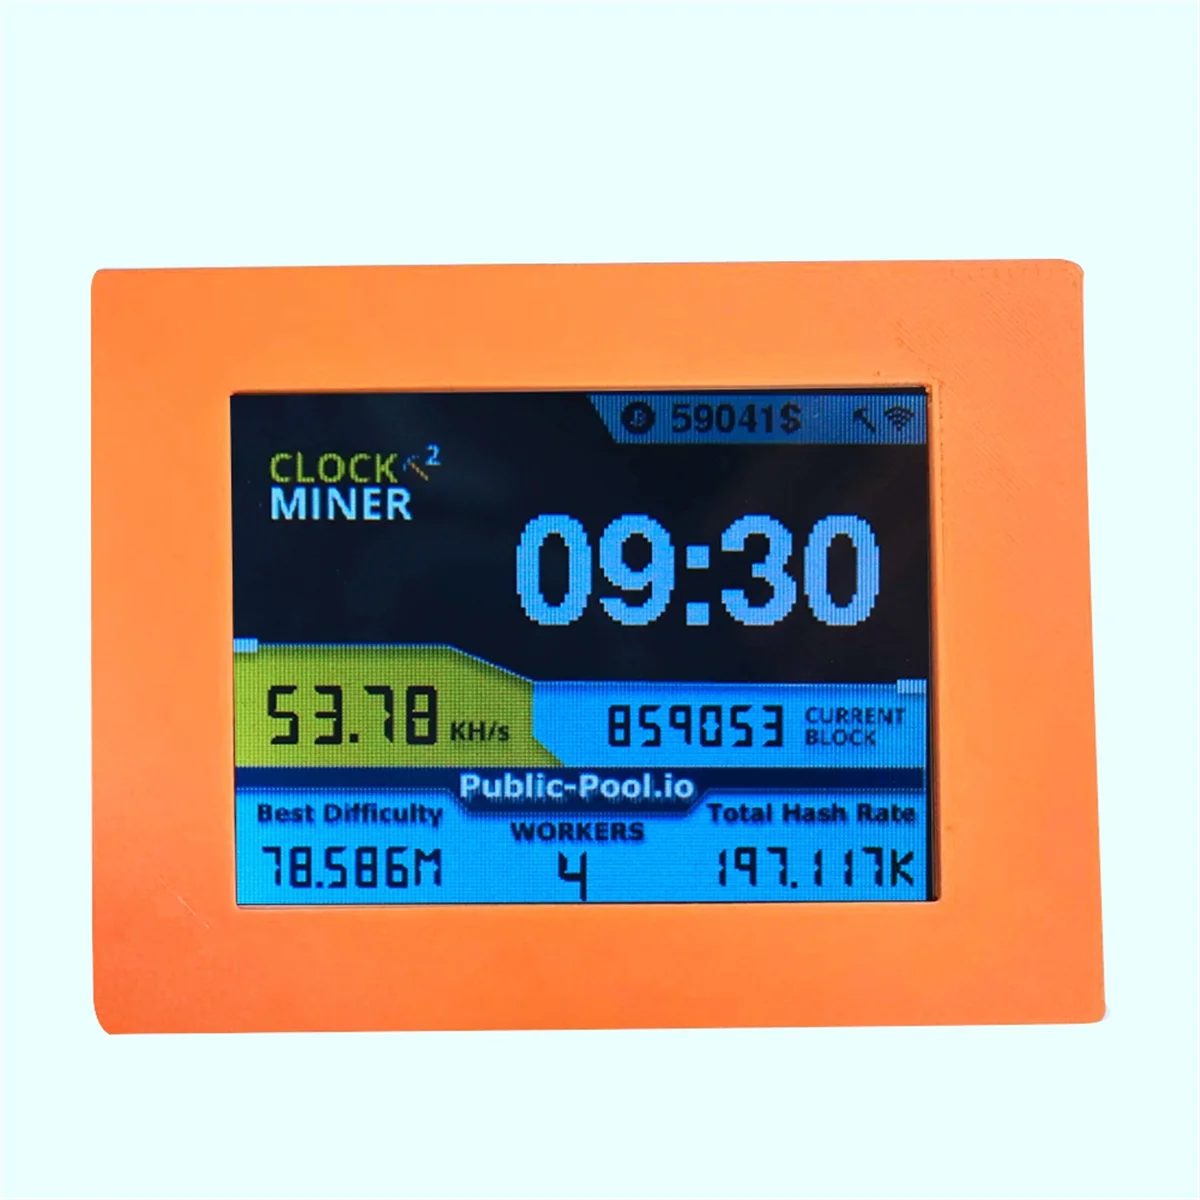 59041$
CLOCK 2
MINER
09:30
53.78 KH/s
859053 CURRENT
BLOCK
Public-Pool.io
Best Difficulty
WORKERS
Total Hash Rate
78.586M
4
197.117K